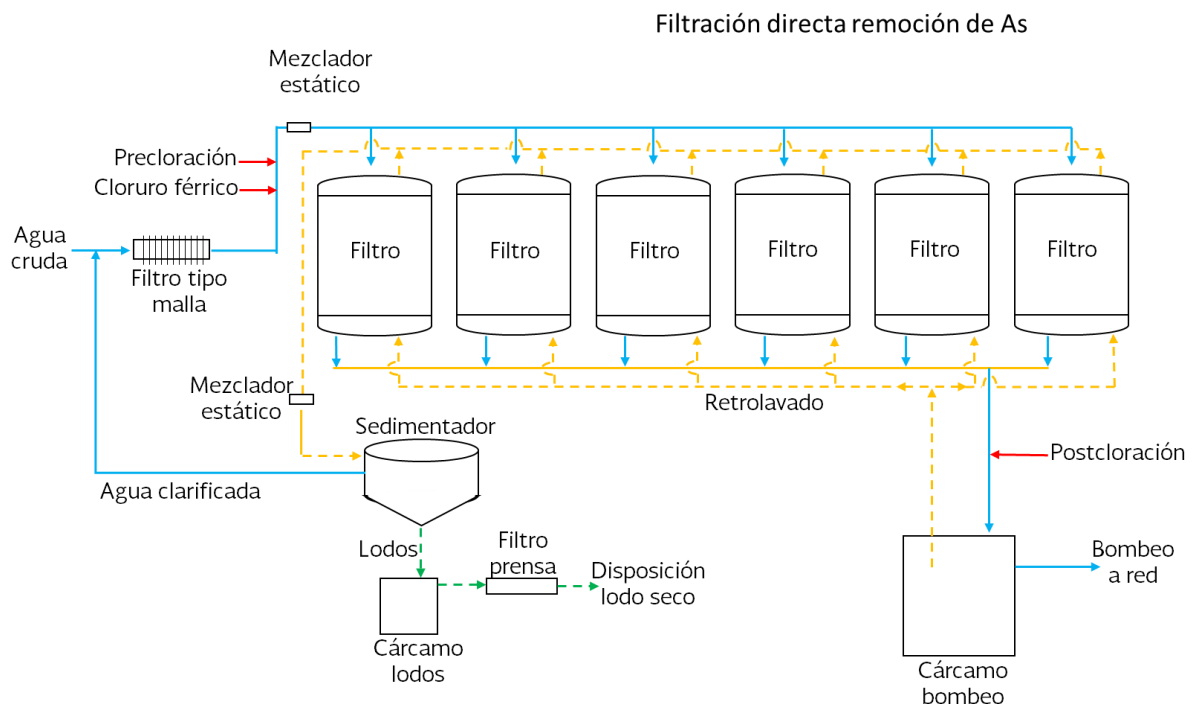 Filtración directa remoción de As
Mezclador
estático
Precloración
Cloruro férrico
Agua
cruda
Filtro tipo
malla
Filtro
Filtro
Filtro
Filtro
Filtro
Filtro
Retrolavado
Mezclador
estático
Sedimentador
Agua clarificada
Postcloración
Lodos
Filtro
prensa
Disposición
lodo seco
Cárcamo
lodos
Bombeo
a red
Cárcamo
bombeo